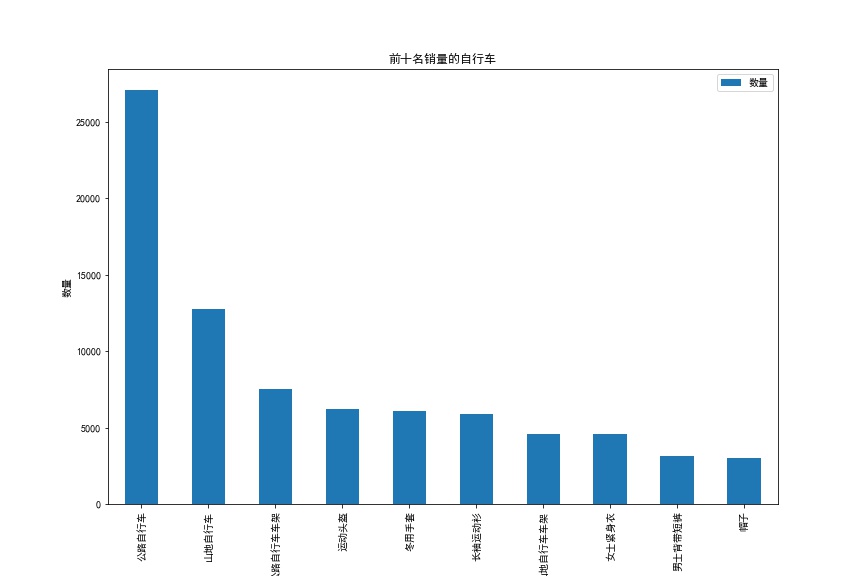 前十名销量的自行车
数量
数量
25000
20000
15000
10000
5000
0
公路自行车
山地自行车
公路自行车车架
运动头盔
冬用手套
长袖运动衫
山地自行车车架
女士紧身衣
男士背带短裤
帽子